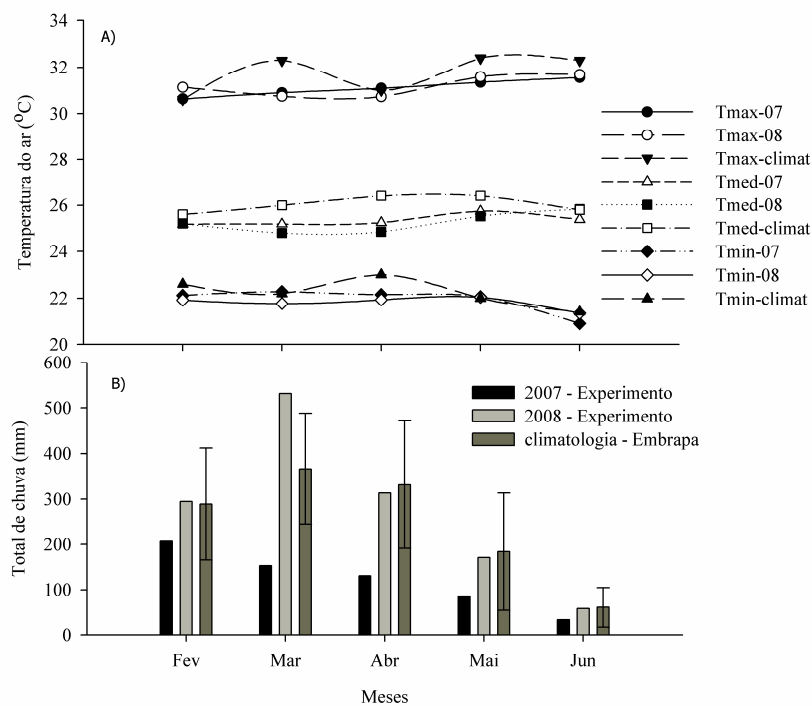 A)
34
32
30
28
26
24
22
20
Temperatura do ar (°C)
Tmax-07
Tmax-08
Tmax-climat
Tmed-07
Tmed-08
Tmed-climat
Tmin-07
Tmin-08
Tmin-climat
B)
600
500
400
300
200
100
0
Total de chuva (mm)
2007 - Experimento
2008 - Experimento
climatologia - Embrapa
Fev Mar Abr Mai Jun
Meses